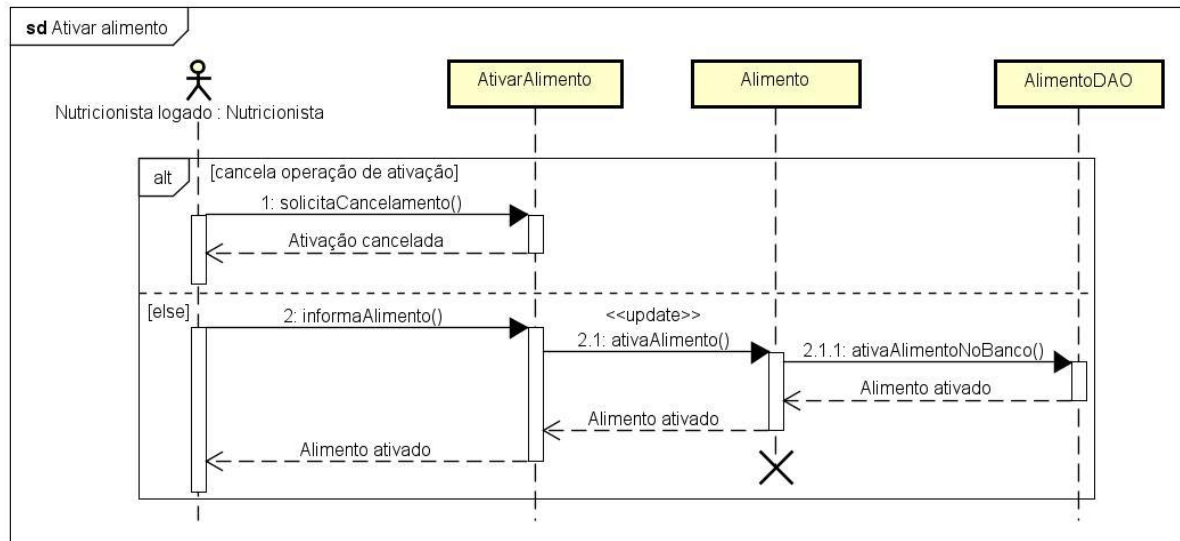 sd Ativar alimento
AtivarAlimento
Alimento
AlimentoDAO
Nutricionista logado : Nutricionista
alt
[cancela operação de ativação]
1: solicitaCancelamento()
Ativação cancelada
[else]
2: informaAlimento()
<<update>>
2.1: ativaAlimento()
2.1.1: ativaAlimentoNoBanco()
Alimento ativado
Alimento ativado
Alimento ativado